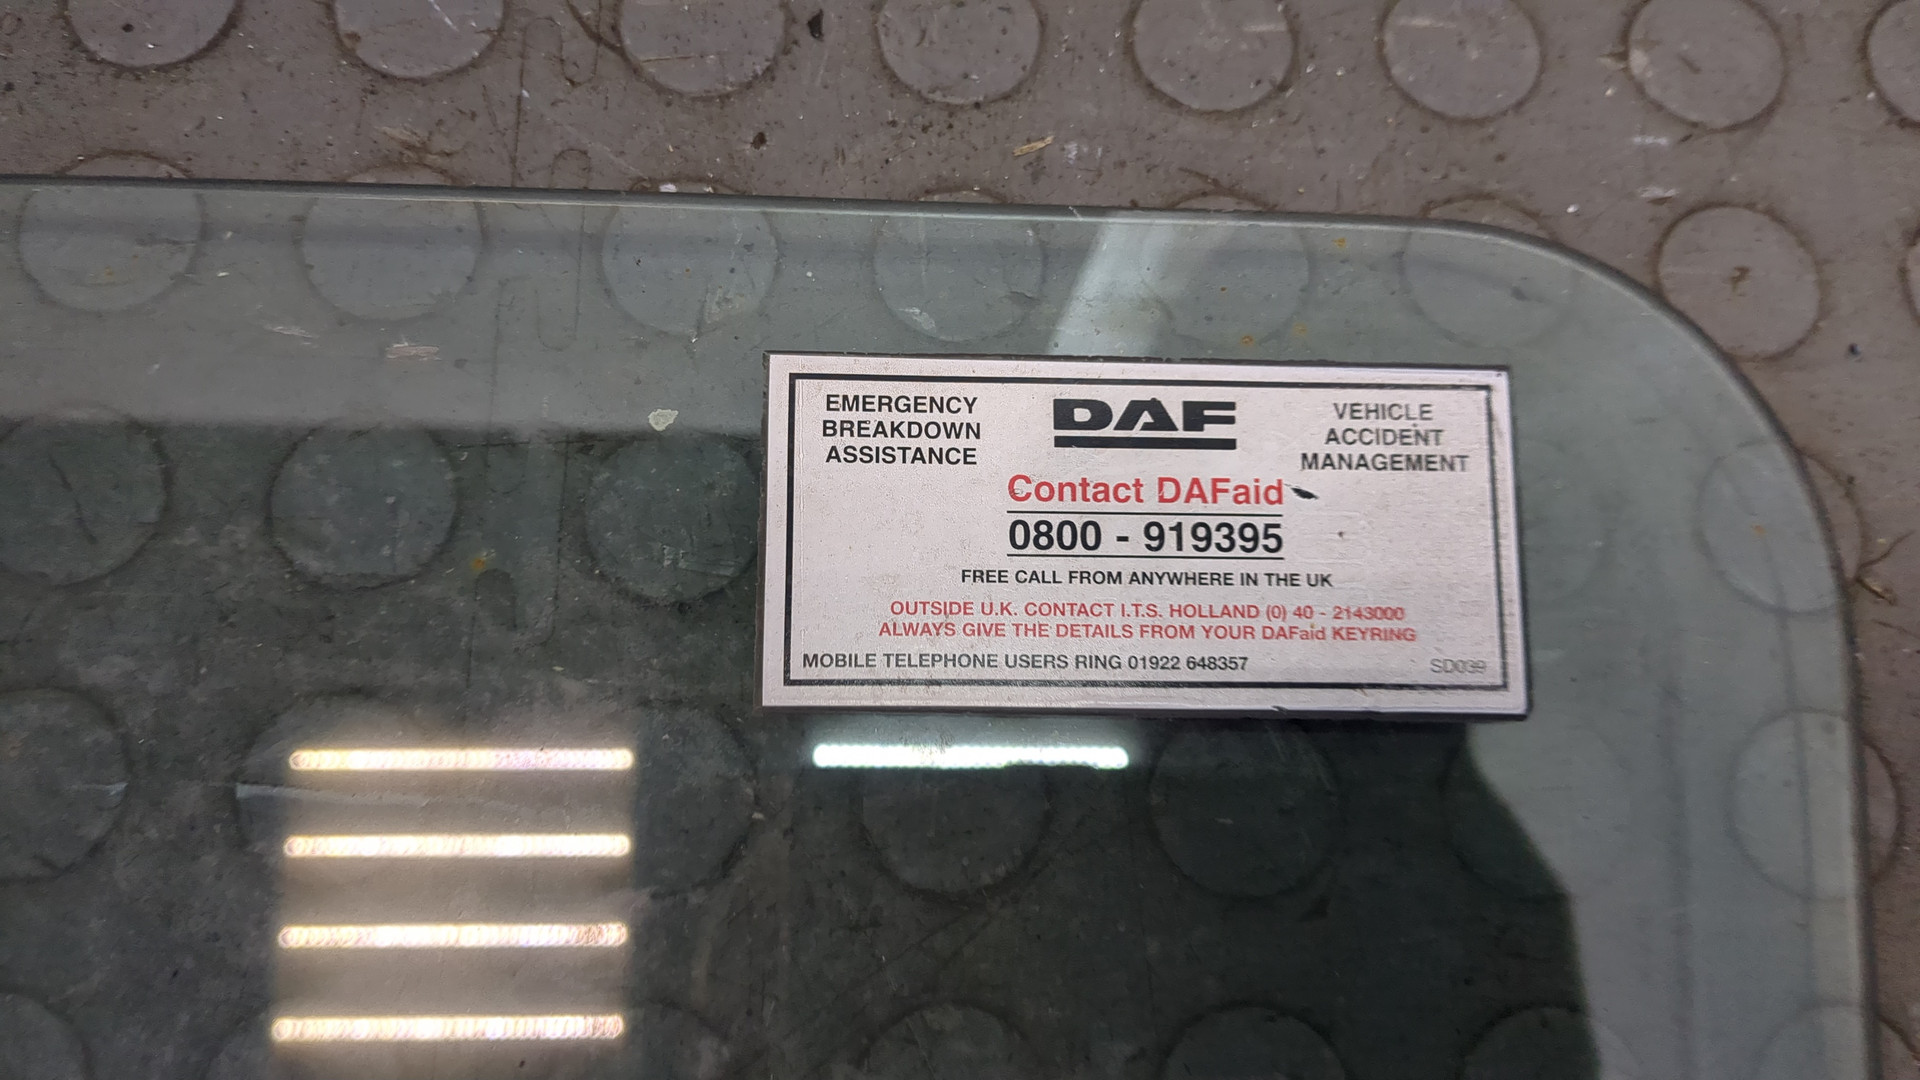 EMERGENCY
BREAKDOWN
ASSISTANCE
DAF
VEHICLE
ACCIDENT
MANAGEMENT
Contact DAFaid
0800 - 919395
FREE CALL FROM ANYWHERE IN THE UK
OUTSIDE U.K. CONTACT I.T.S. HOLLAND (0) 40 - 2143000
ALWAYS GIVE THE DETAILS FROM YOUR DAFaid KEYRING
MOBILE TELEPHONE USERS RING 01922 648357
SD039